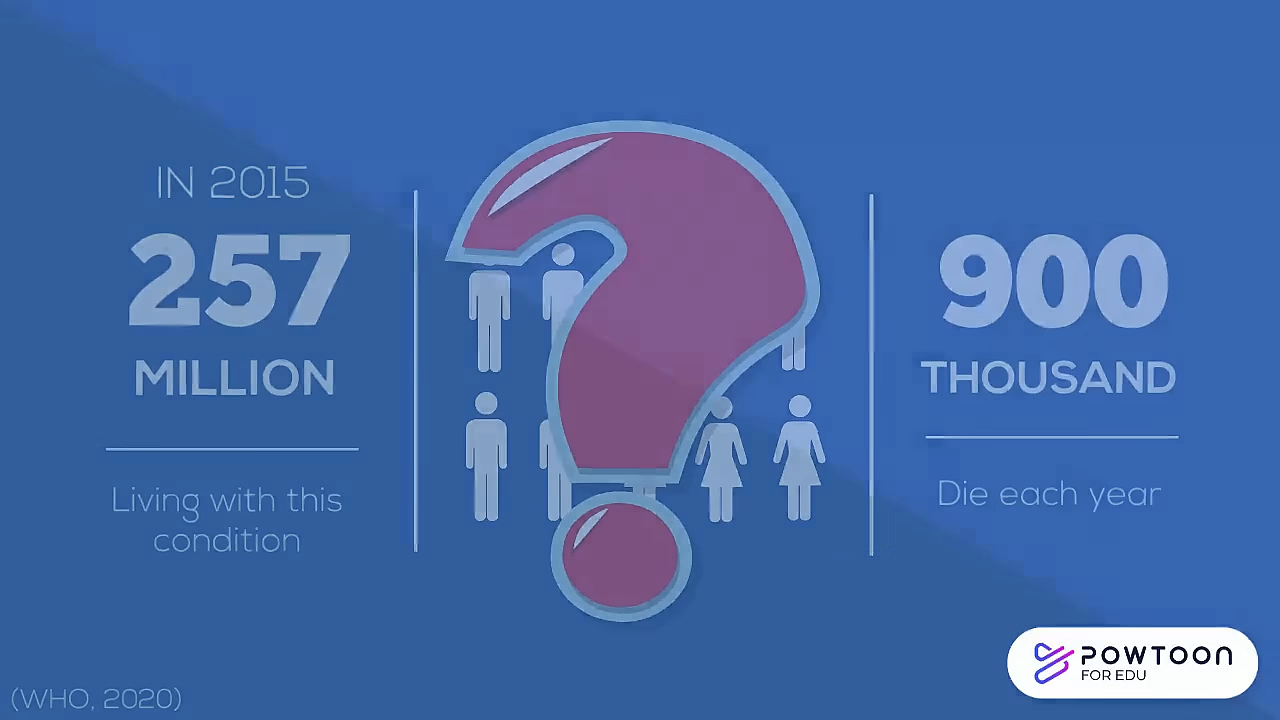 IN 2015
257
MILLION
Living with this
condition
900
THOUSAND
Die each year
(WHO, 2020)
POWTOON
FOR EDU